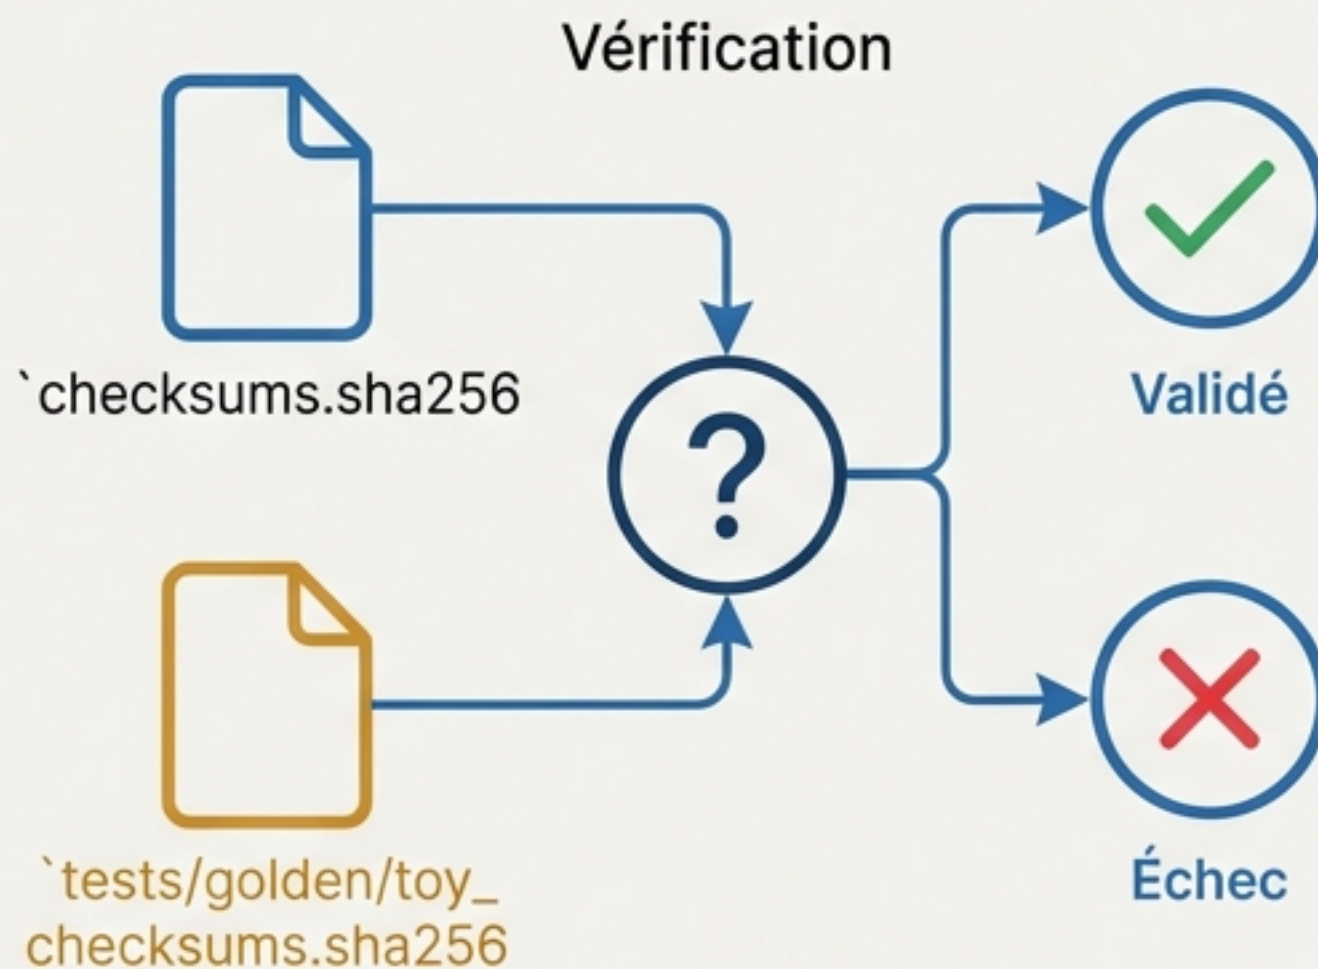 Vérification
`checksums.sha256
?
Validé
`tests/golden/toy_
checksums.sha256
Échec